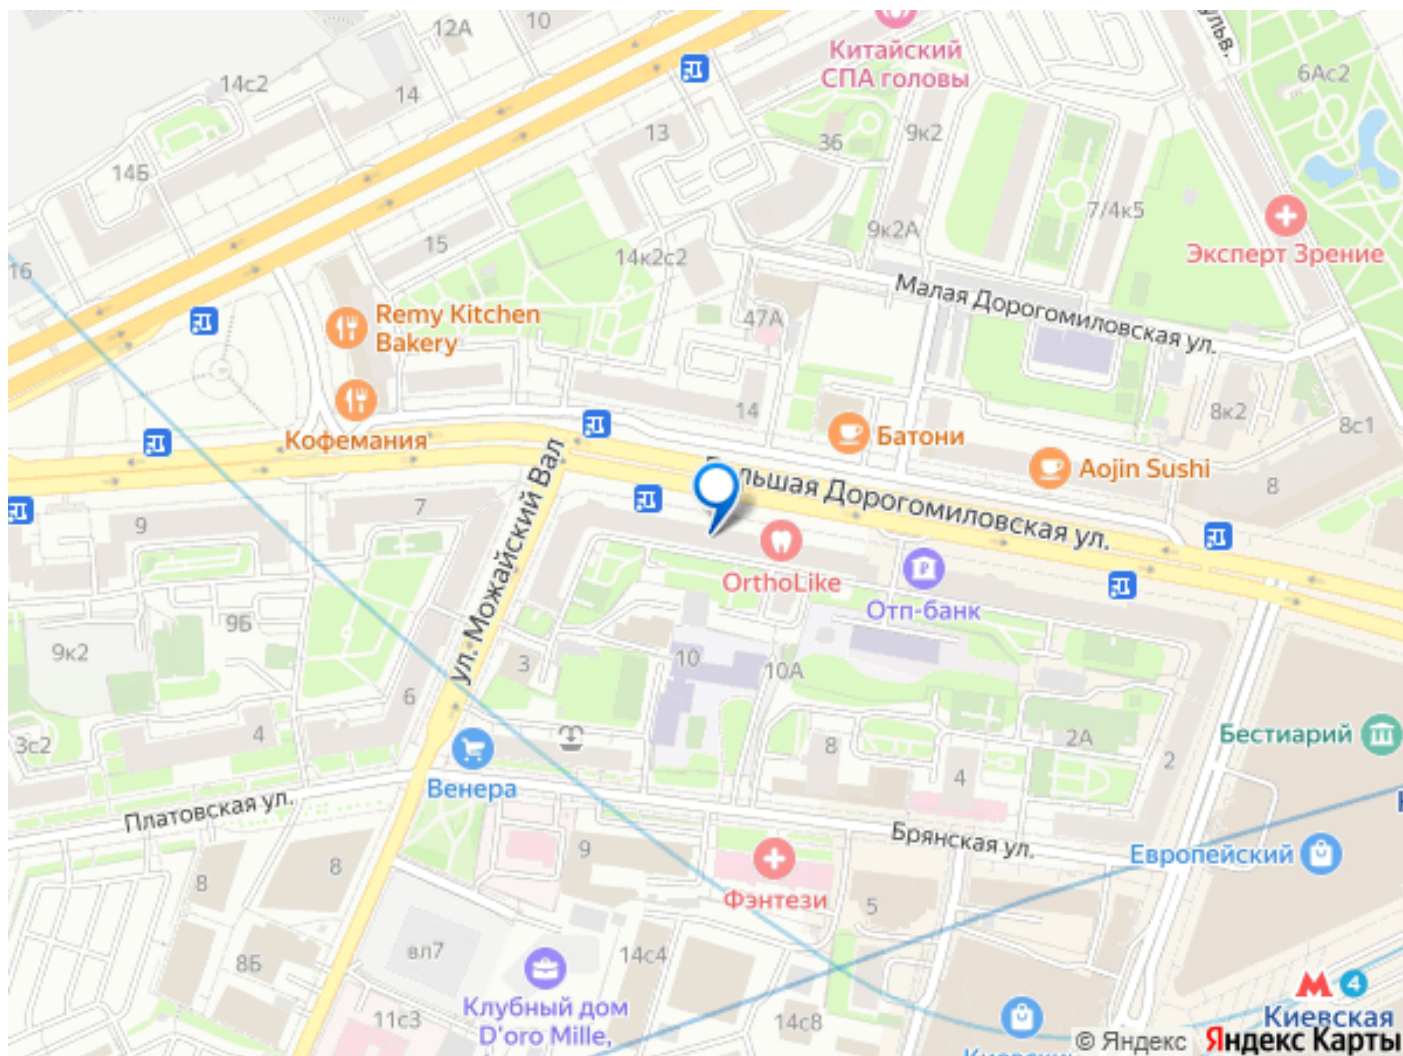 12А
10
14с2
14
Китайский
СПА головы
6Ас2
13
36
9к2
14Б
7/4к5
15
14к2с2
9к2А
Эксперт Зрение
16
Малая Дорогомиловская ул.
Remy Kitchen
Bakery
47А
14
8к2
8с1
Кофемания
Батони
Aojin Sushi
8
Большая Дорогомиловская ул.
7
9
ул. Можайский Вал
OrthoLike
Отп-банк
9Б
9к2
3
10
10А
6
4
3с2
8
2А
4
2
Бестиарий
Венера
Платовская ул.
Брянская ул.
Европейский
9
8
8
Фэнтези
5
вл7
8Б
14с4
Клубный дом
D'oro Mille,
11с3
14с8
М 4
Киевская
© Яндекс Яндекс Карты